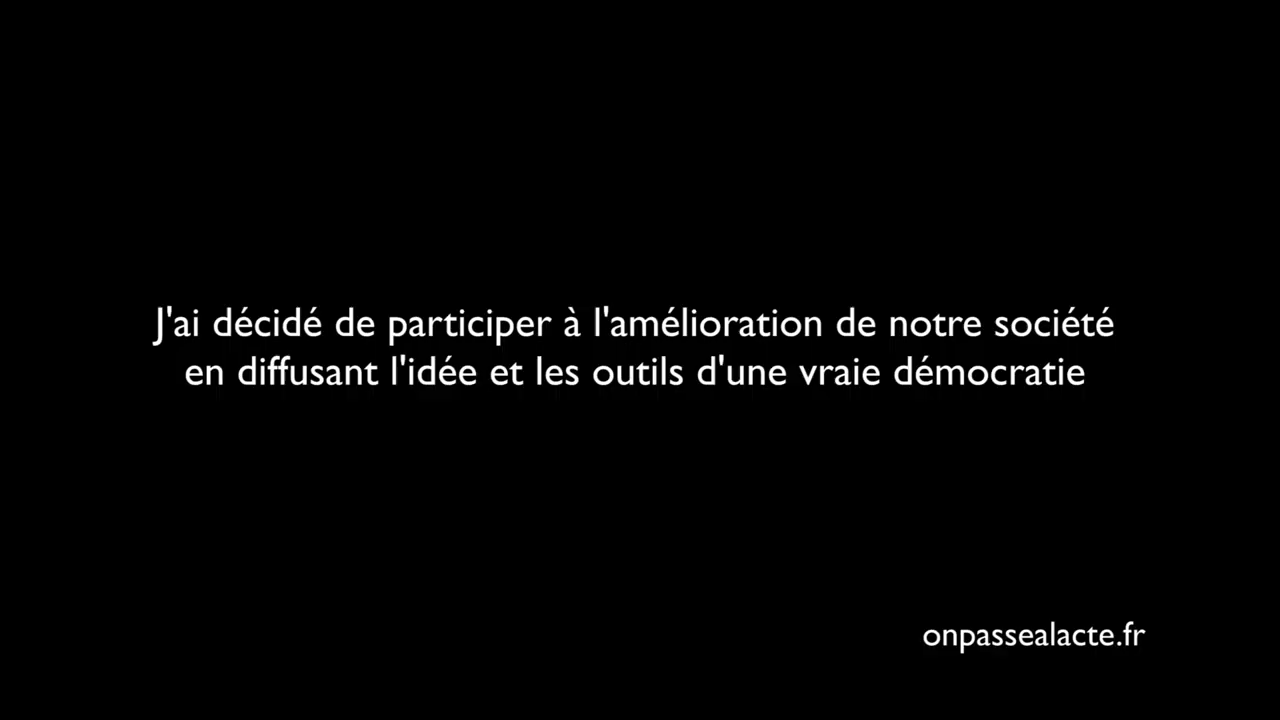 J'ai décidé de participer à l'amélioration de notre société
en diffusant l'idée et les outils d'une vraie démocratie
onpassealacte.fr